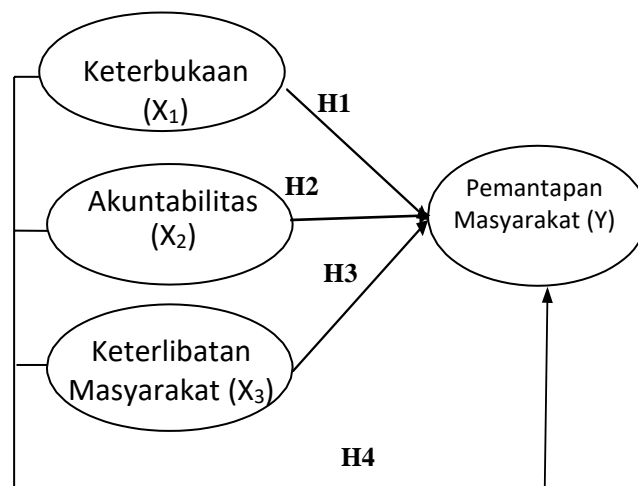 Keterbukaan
(X₁)
H1
Akuntabilitas
(X₂)
H2
Pemantapan
Masyarakat (Y)
H3
Keterlibatan
Masyarakat (X₃)
H4